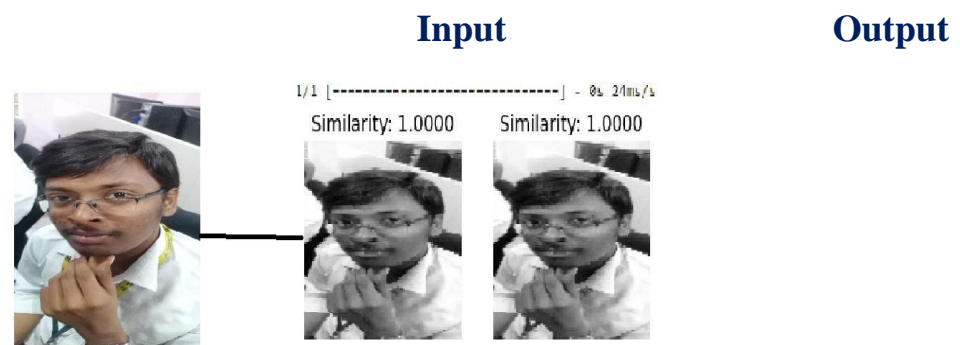 Input Output
1/1 [==============================] - 0s 24ms/s
Similarity: 1.0000 Similarity: 1.0000